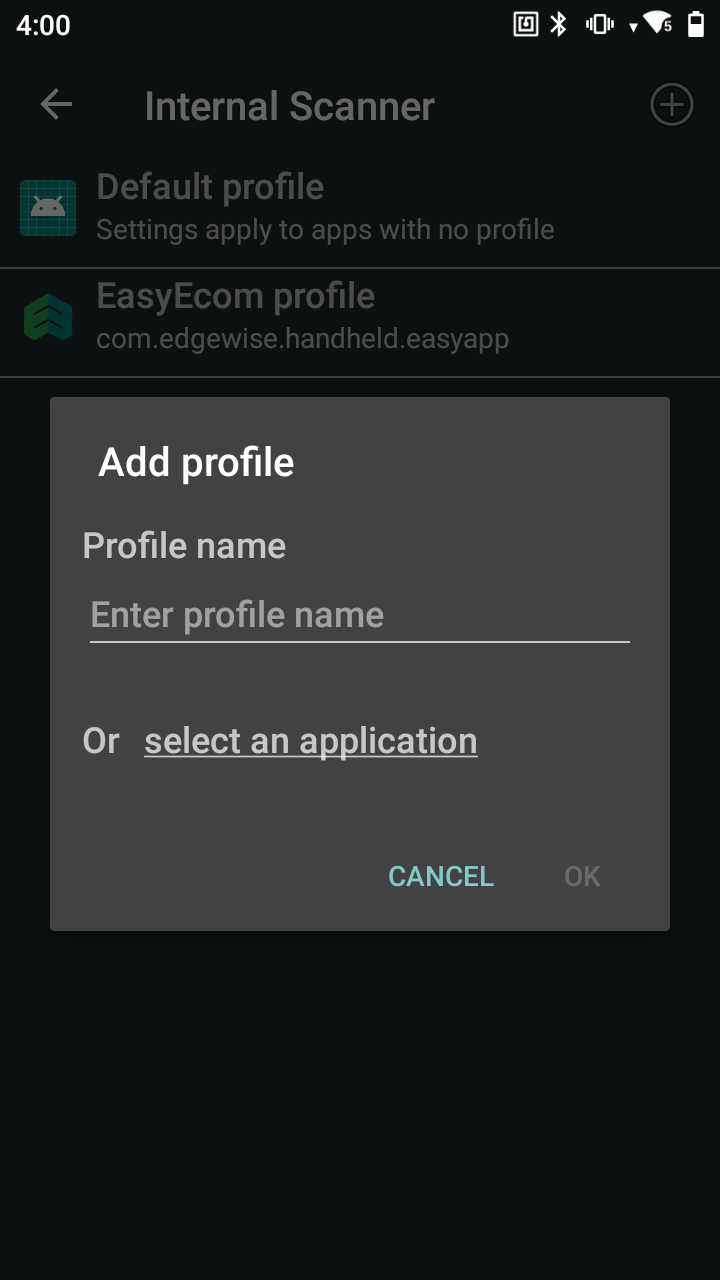 4:00
5
Internal Scanner
Default profile
Settings apply to apps with no profile
EasyEcom profile
com.edgewise.handheld.easyapp
Add profile
Profile name
Enter profile name
Or select an application
CANCEL OK